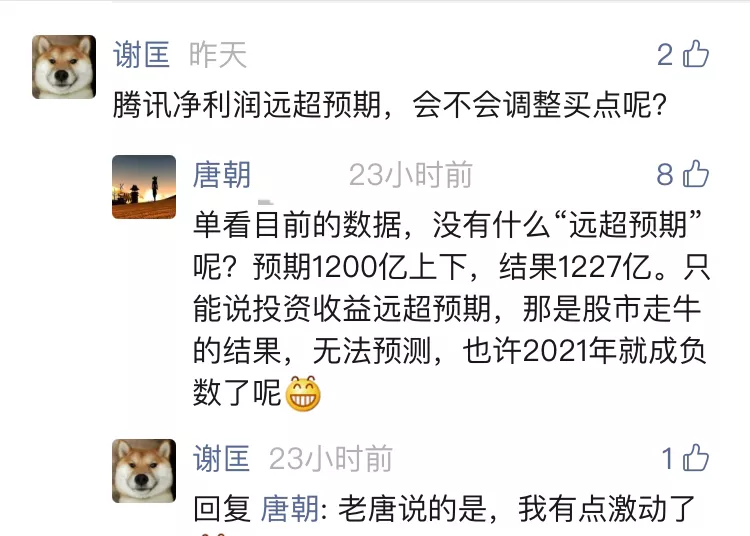 谢匡 昨天 2
腾讯净利润远超预期，会不会调整买点呢？
唐朝 23小时前 8
单看目前的数据，没有什么“远超预期”
呢？预期1200亿上下，结果1227亿。只
能说投资收益远超预期，那是股市走牛
的结果，无法预测，也许2021年就成负
数了呢
谢匡 23小时前 1
回复 唐朝: 老唐说的是，我有点激动了